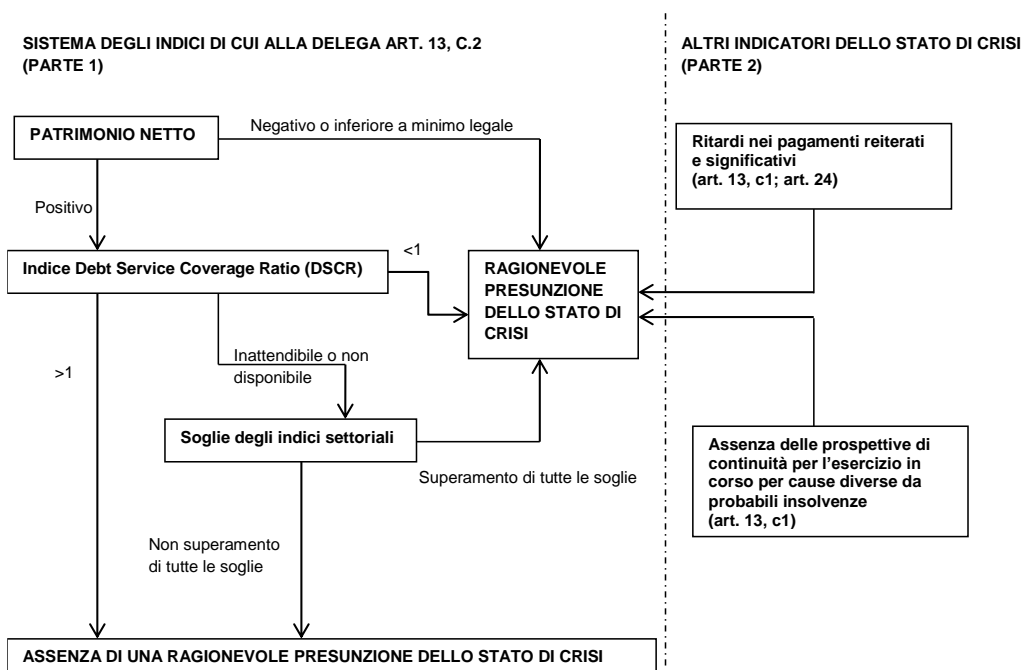 SISTEMA DEGLI INDICI DI CUI ALLA DELEGA ART. 13, C.2
(PARTE 1)
ALTRI INDICATORI DELLO STATO DI CRISI
(PARTE 2)
PATRIMONIO NETTO
Negativo o inferiore a minimo legale
Ritardi nei pagamenti reiterati
e significativi
(art. 13, c1; art. 24)
Positivo
Indice Debt Service Coverage Ratio (DSCR)
<1
RAGIONEVOLE
PRESUNZIONE
DELLO STATO DI
CRISI
>1
Inattendibile o non
disponibile
Soglie degli indici settoriali
Superamento di tutte le soglie
Assenza delle prospettive di
continuità per l'esercizio in
corso per cause diverse da
probabili insolvenze
(art. 13, c1)
Non superamento
di tutte le soglie
ASSENZA DI UNA RAGIONEVOLE PRESUNZIONE DELLO STATO DI CRISI